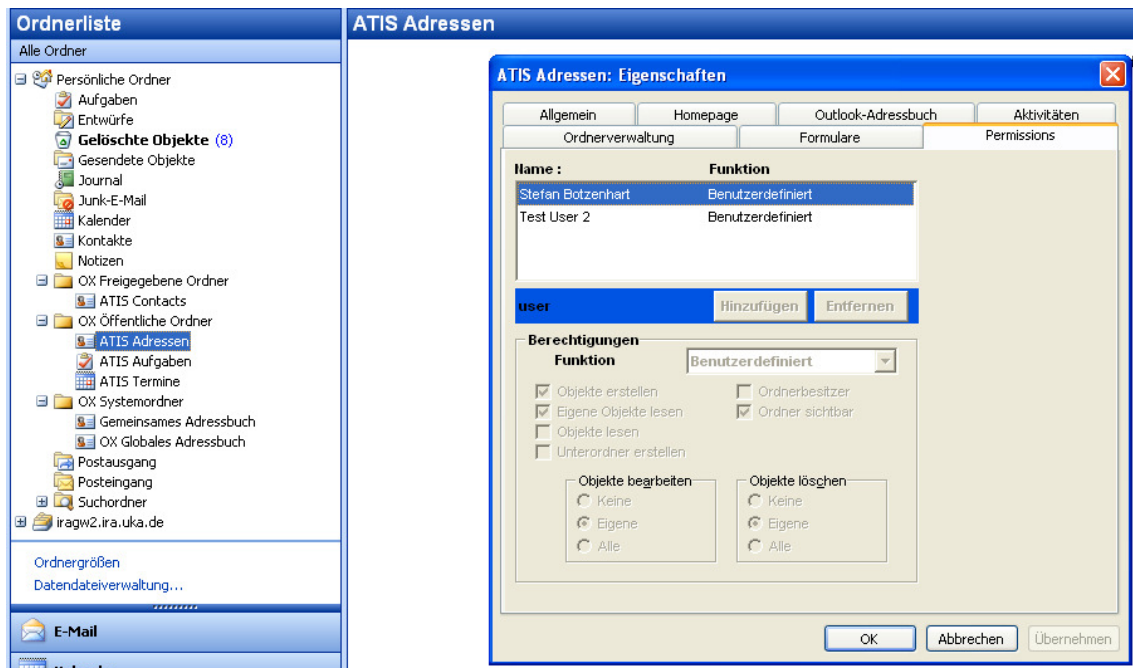 Ordnerliste
Alle Ordner
Persönliche Ordner
Aufgaben
Entwürfe
Gelöschte Objekte (8)
Gesendete Objekte
Journal
Junk-E-Mail
Kalender
Kontakte
Notizen
OX Freigegebene Ordner
ATIS Contacts
OX Öffentliche Ordner
ATIS Adressen
ATIS Aufgaben
ATIS Termine
OX Systemordner
Gemeinsames Adressbuch
OX Globales Adressbuch
Postausgang
Posteingang
Suchordner
iragw2.ira.uka.de
Ordnergrößen
Datendateiverwaltung...
E-Mail
ATIS Adressen
ATIS Adressen: Eigenschaften
Allgemein Homepage Outlook-Adressbuch Aktivitäten
Ordnerverwaltung Formulare Permissions
Name : Funktion
Stefan Botzenhart Benutzerdefiniert
Test User 2 Benutzerdefiniert
user Hinzufügen Entfernen
Berechtigungen
Funktion Benutzerdefiniert
Objekte erstellen Ordnerbesitzer
Eigene Objekte lesen Ordner sichtbar
Objekte lesen
Unterordner erstellen
Objekte bearbeiten Objekte löschen
Keine Keine
Eigene Eigene
Alle Alle
OK Abbrechen Übernehmen